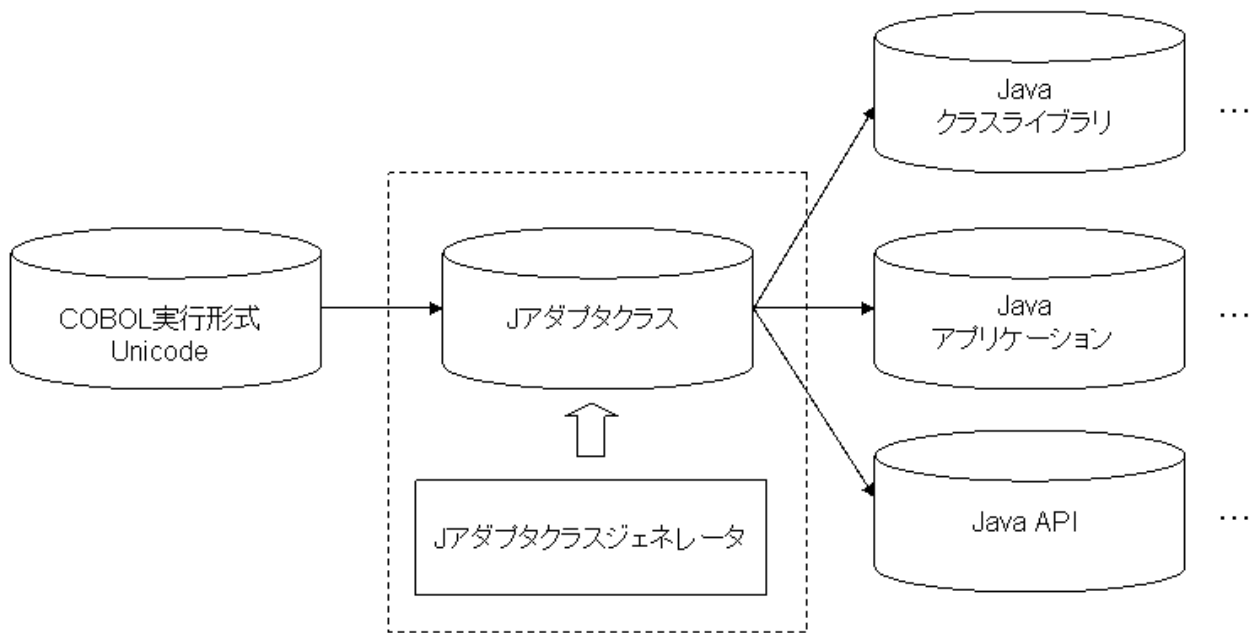 Java
クラスライブラリ
...
COBOL実行形式
Unicode
Jアダプタクラス
Java
アプリケーション
...
Jアダプタクラスジェネレータ
Java API
...